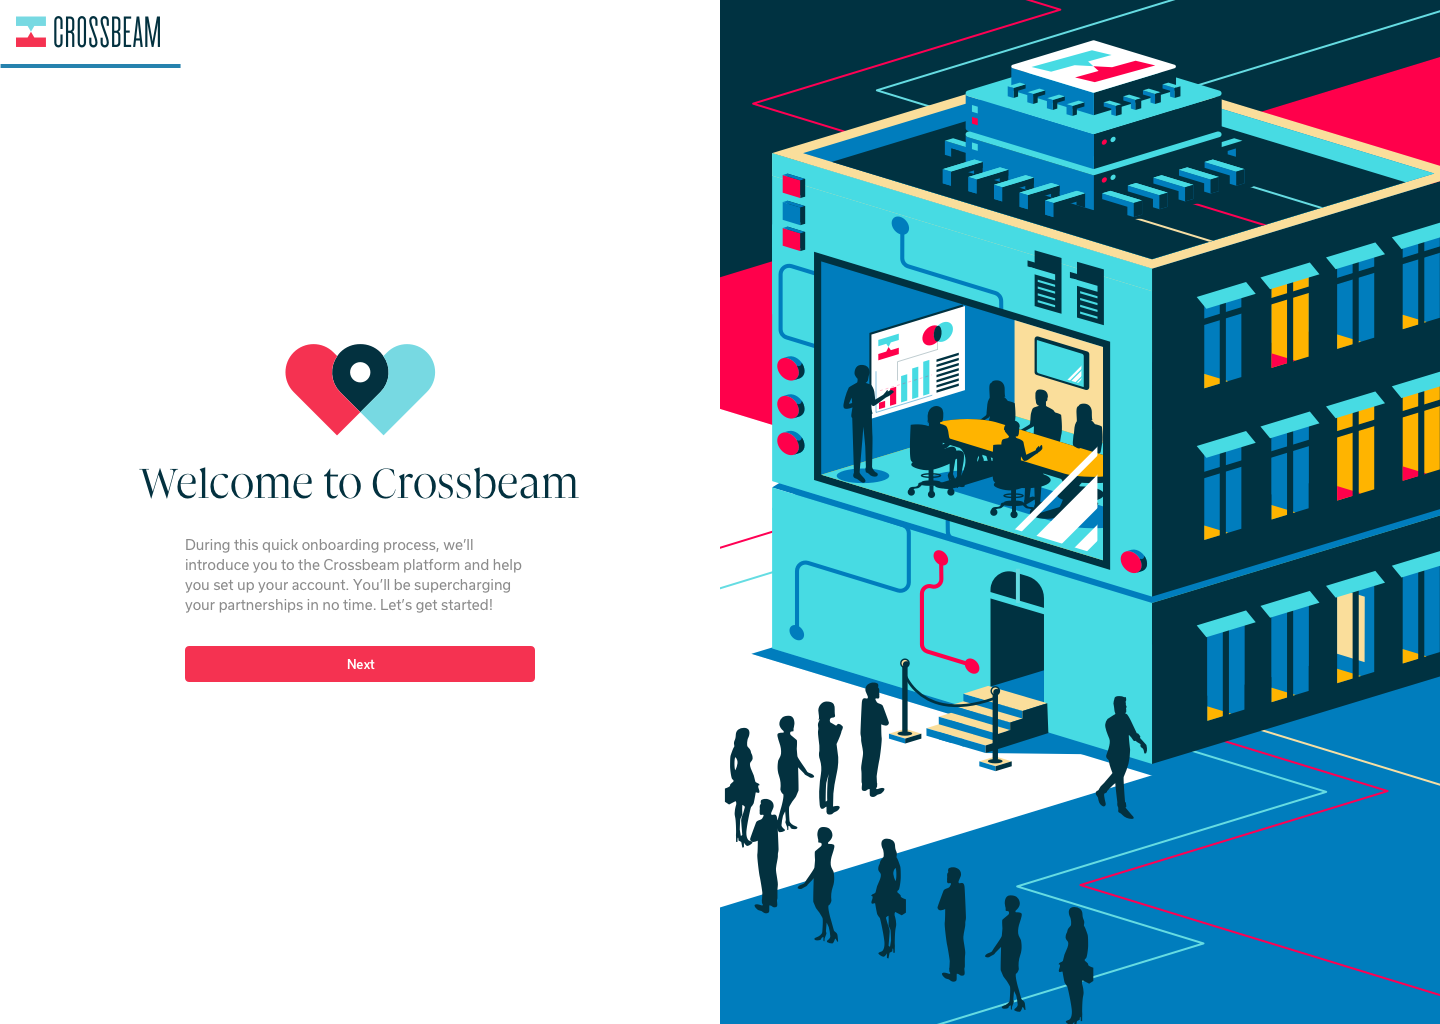 CROSSBEAM
Welcome to Crossbeam
During this quick onboarding process, we’ll
introduce you to the Crossbeam platform and help
you set up your account. You’ll be supercharging
your partnerships in no time. Let’s get started!
Next